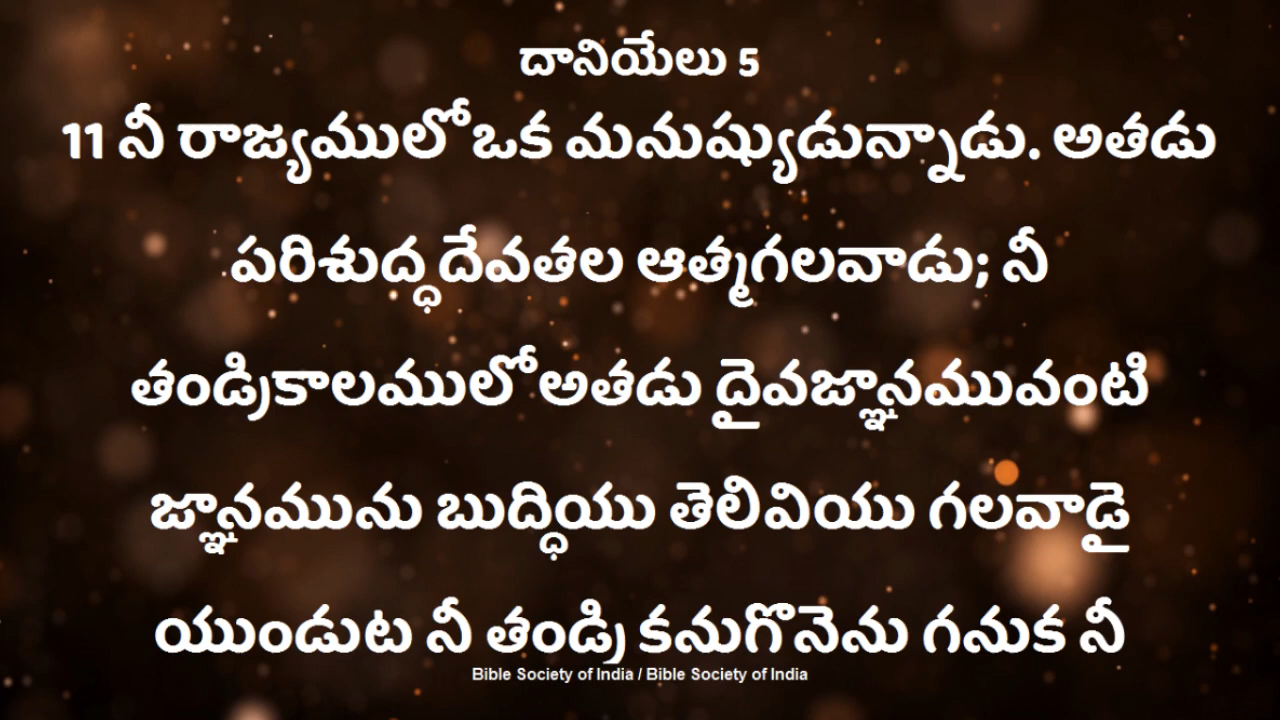 దానియేలు 5
11 నీ రాజ్యములో ఒక మనుష్యుడున్నాడు. అతడు
పరిశుద్ధ దేవతల ఆత్మగలవాడు; నీ
తండ్రికాలములో అతడు దైవజ్ఞానమువంటి
జ్ఞానమును బుద్ధియు తెలివియు గలవాడై
యుండుట నీ తండ్రి కనుగొనెను గనుక నీ
Bible Society of India / Bible Society of India